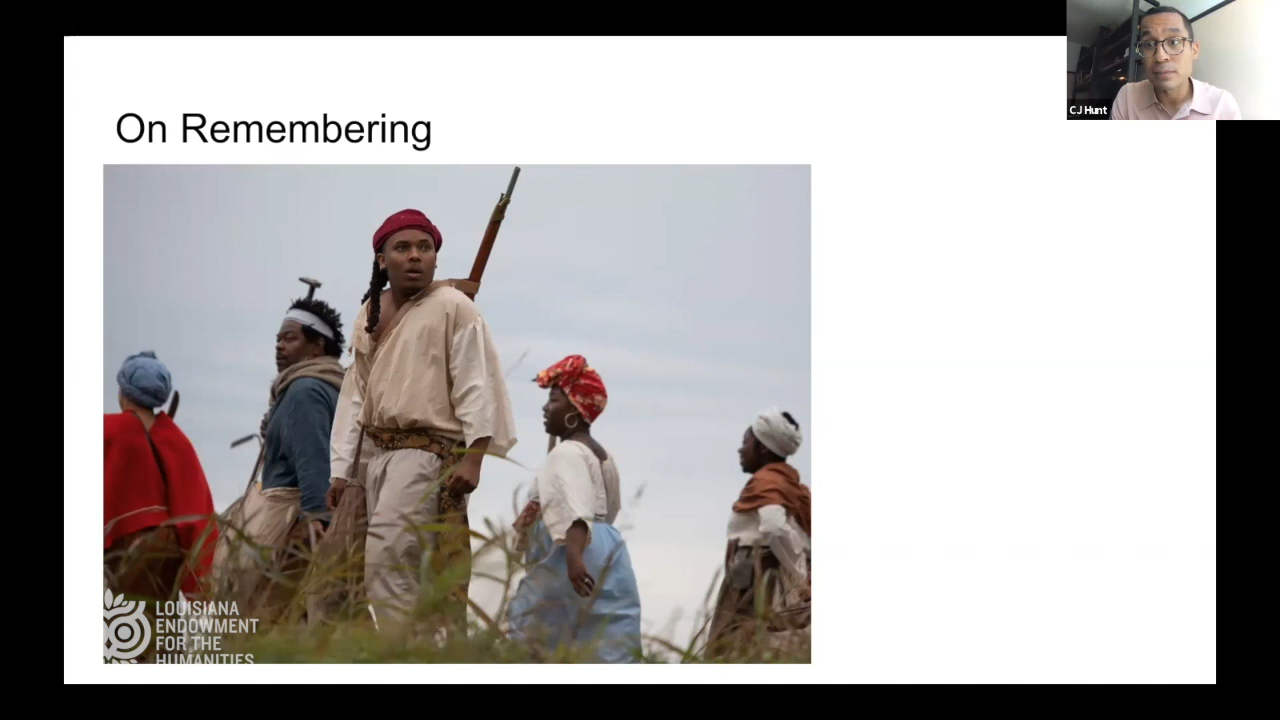 On Remembering
CJ Hunt
LOUISIANA
ENDOWMENT
FOR THE
HUMANITIES